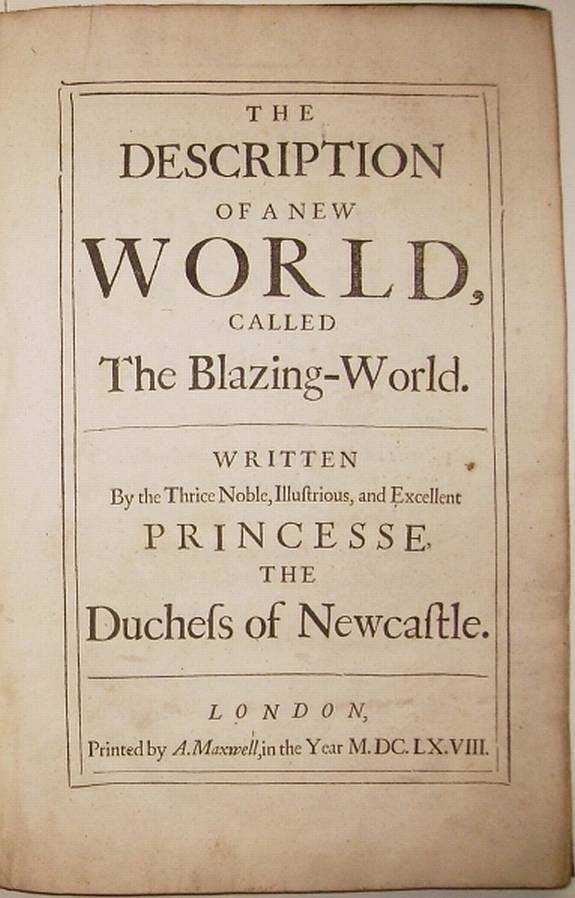 THE
DESCRIPTION
OF A NEW
WORLD,
CALLED
The Blazing-World.
WRITTEN
By the Thrice Noble, Illuſtrious, and Excellent
PRINCESSE,
THE
Ducheſs of Newcaſtle.
LONDON,
Printed by A. Maxwell, in the Year M. DC. LX. VIII.